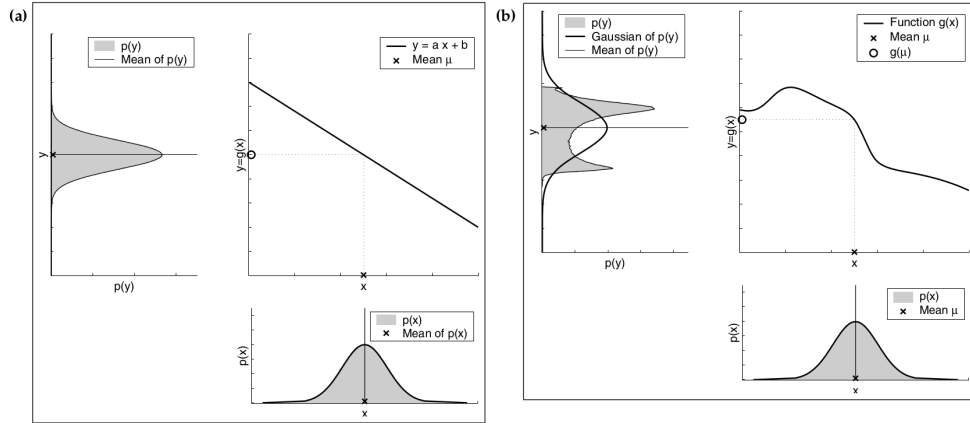 (a)
p(y)
Mean of p(y)
y
p(y)
y = a x + b
Mean μ
y=g(x)
x
p(x)
Mean of p(x)
p(x)
x
(b)
p(y)
Gaussian of p(y)
Mean of p(y)
y
p(y)
Function g(x)
Mean μ
g(μ)
y=g(x)
x
p(x)
Mean μ
p(x)
x